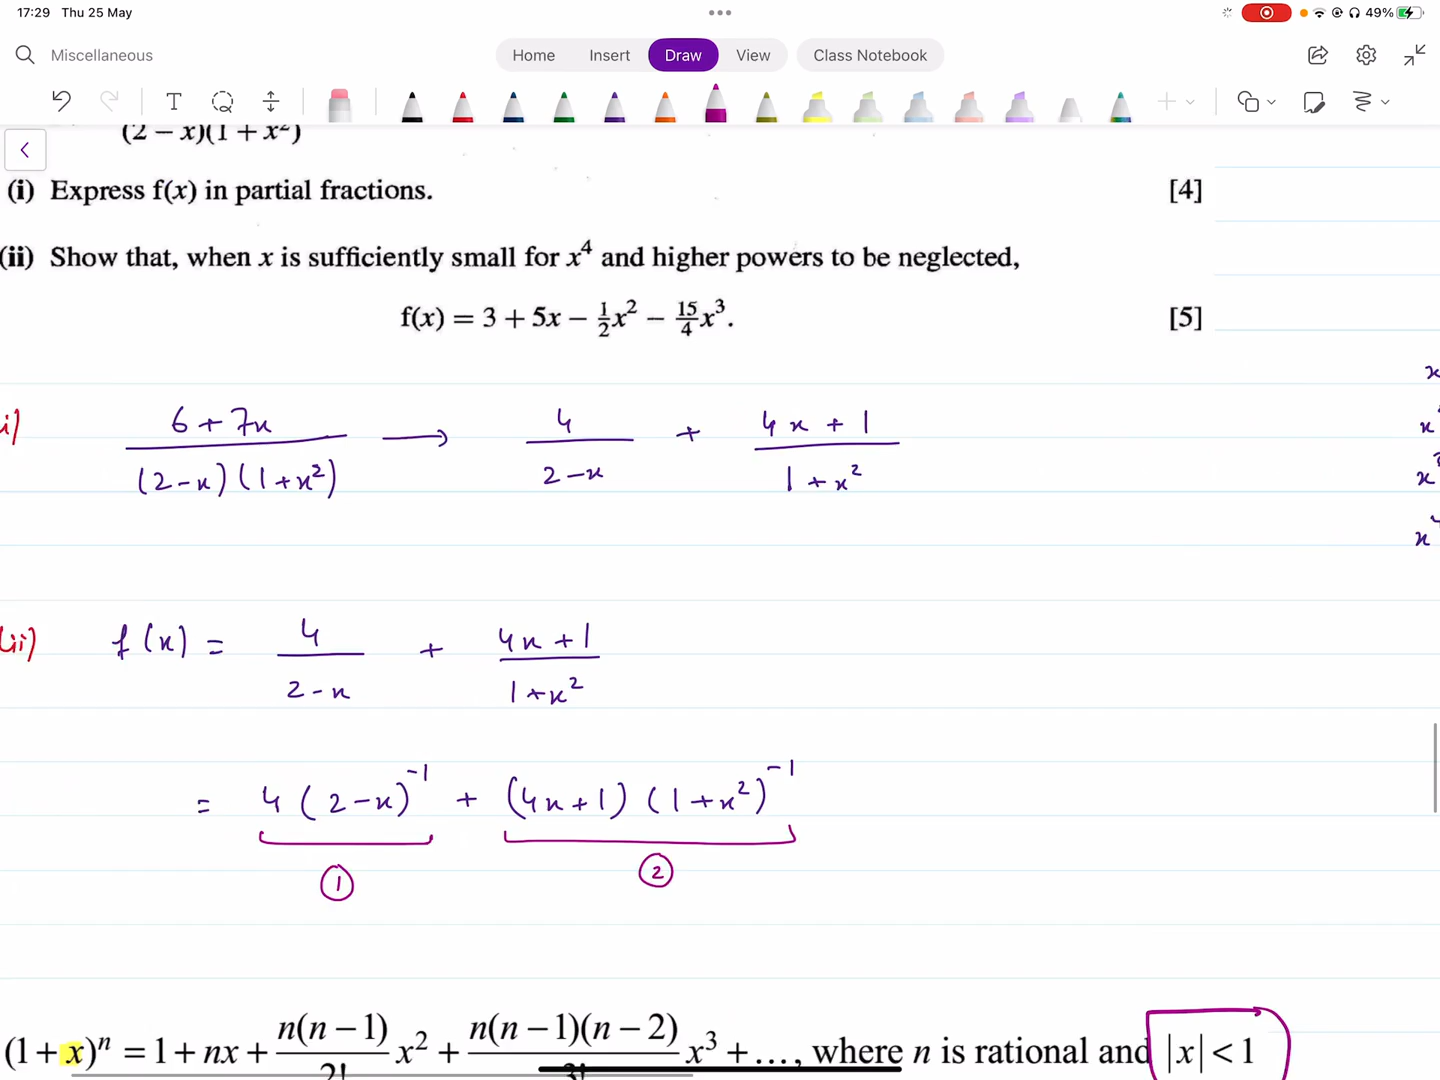 17:29 Thu 25 May
49%
Miscellaneous
Home Insert Draw View Class Notebook
T
(2 − x)(1 + x²)
(i) Express f(x) in partial fractions. [4]
(ii) Show that, when x is sufficiently small for x⁴ and higher powers to be neglected,
f(x) = 3 + 5x − 1/2 x² − 15/4 x³. [5]
i) 6 + 7x / (2 − x)(1 + x²) → 4 / 2 − x + 4x + 1 / 1 + x²
x
x
x
x
(ii) f(x) = 4 / 2 − x + 4x + 1 / 1 + x²
= 4(2 − x)⁻¹ + (4x + 1)(1 + x²)⁻¹
① ②
(1 + x)ⁿ = 1 + nx + n(n − 1)/2! x² + n(n − 1)(n − 2)/3! x³ + ...., where n is rational and |x| < 1